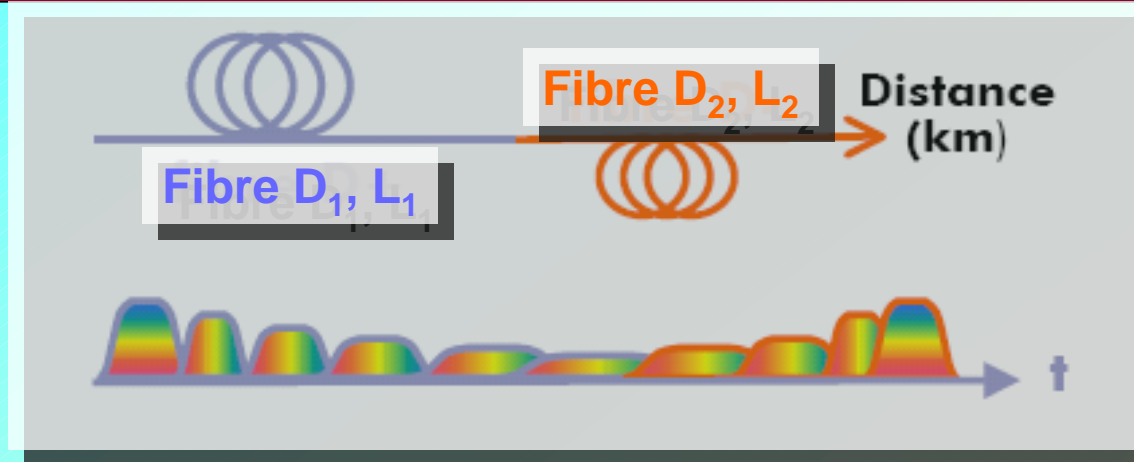 Fibre D₂, L₂
Distance
(km)
Fibre D₁, L₁
t